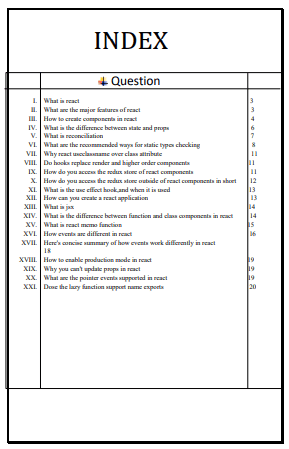 INDEX
Question
I. What is react 3
II. What are the major features of react 3
III. How to create components in react 4
IV. What is the difference between state and props 6
V. What is reconciliation 7
VI. What are the recommended ways for static types checking 8
VII. Why react useclassname over class attribute 11
VIII. Do hooks replace render and higher order components 11
IX. How do you access the redux store of react components 11
X. How do you access the redux store outside of react components in short 12
XI. What is the use effect hook,and when it is used 13
XII. How can you create a react application 13
XIII. What is jsx 14
XIV. What is the difference between function and class components in react 14
XV. What is react memo function 15
XVI. How events are different in react 16
XVII. Here's concise summary of how events work differently in react
18
XVIII. How to enable production mode in react 19
XIX. Why you can't update props in react 19
XX. What are the pointer events supported in react 19
XXI. Dose the lazy function support name exports 20